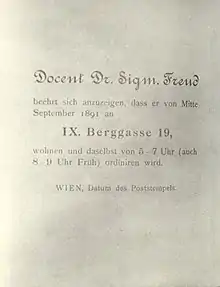 Docent Dr. Sigm. Freud
beehrt sich anzuzeigen, dass er von Mitte
September 1891 an
IX. Berggasse 19,
wohnen und daselbst von 5–7 Uhr (auch
8–9 Uhr Früh) ordiniren wird.
WIEN, Datum des Poststempels.